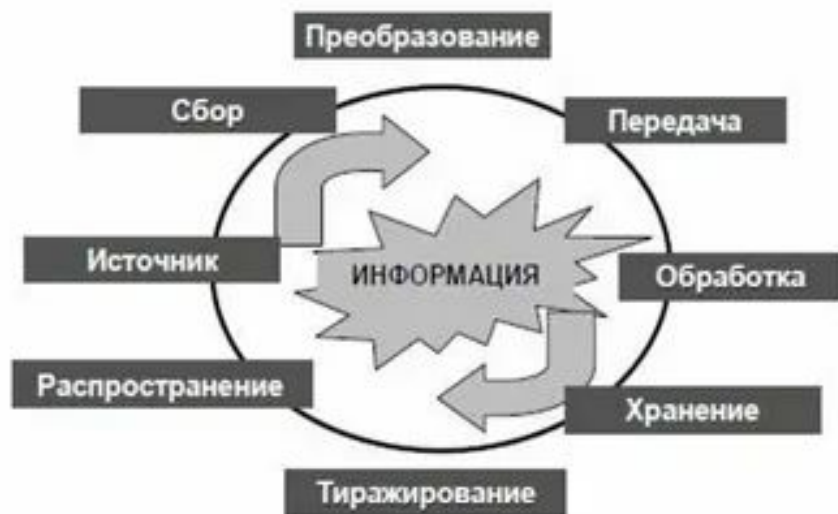 Преобразование
Сбор
Передача
Источник
ИНФОРМАЦИЯ
Обработка
Распространение
Хранение
Тиражирование